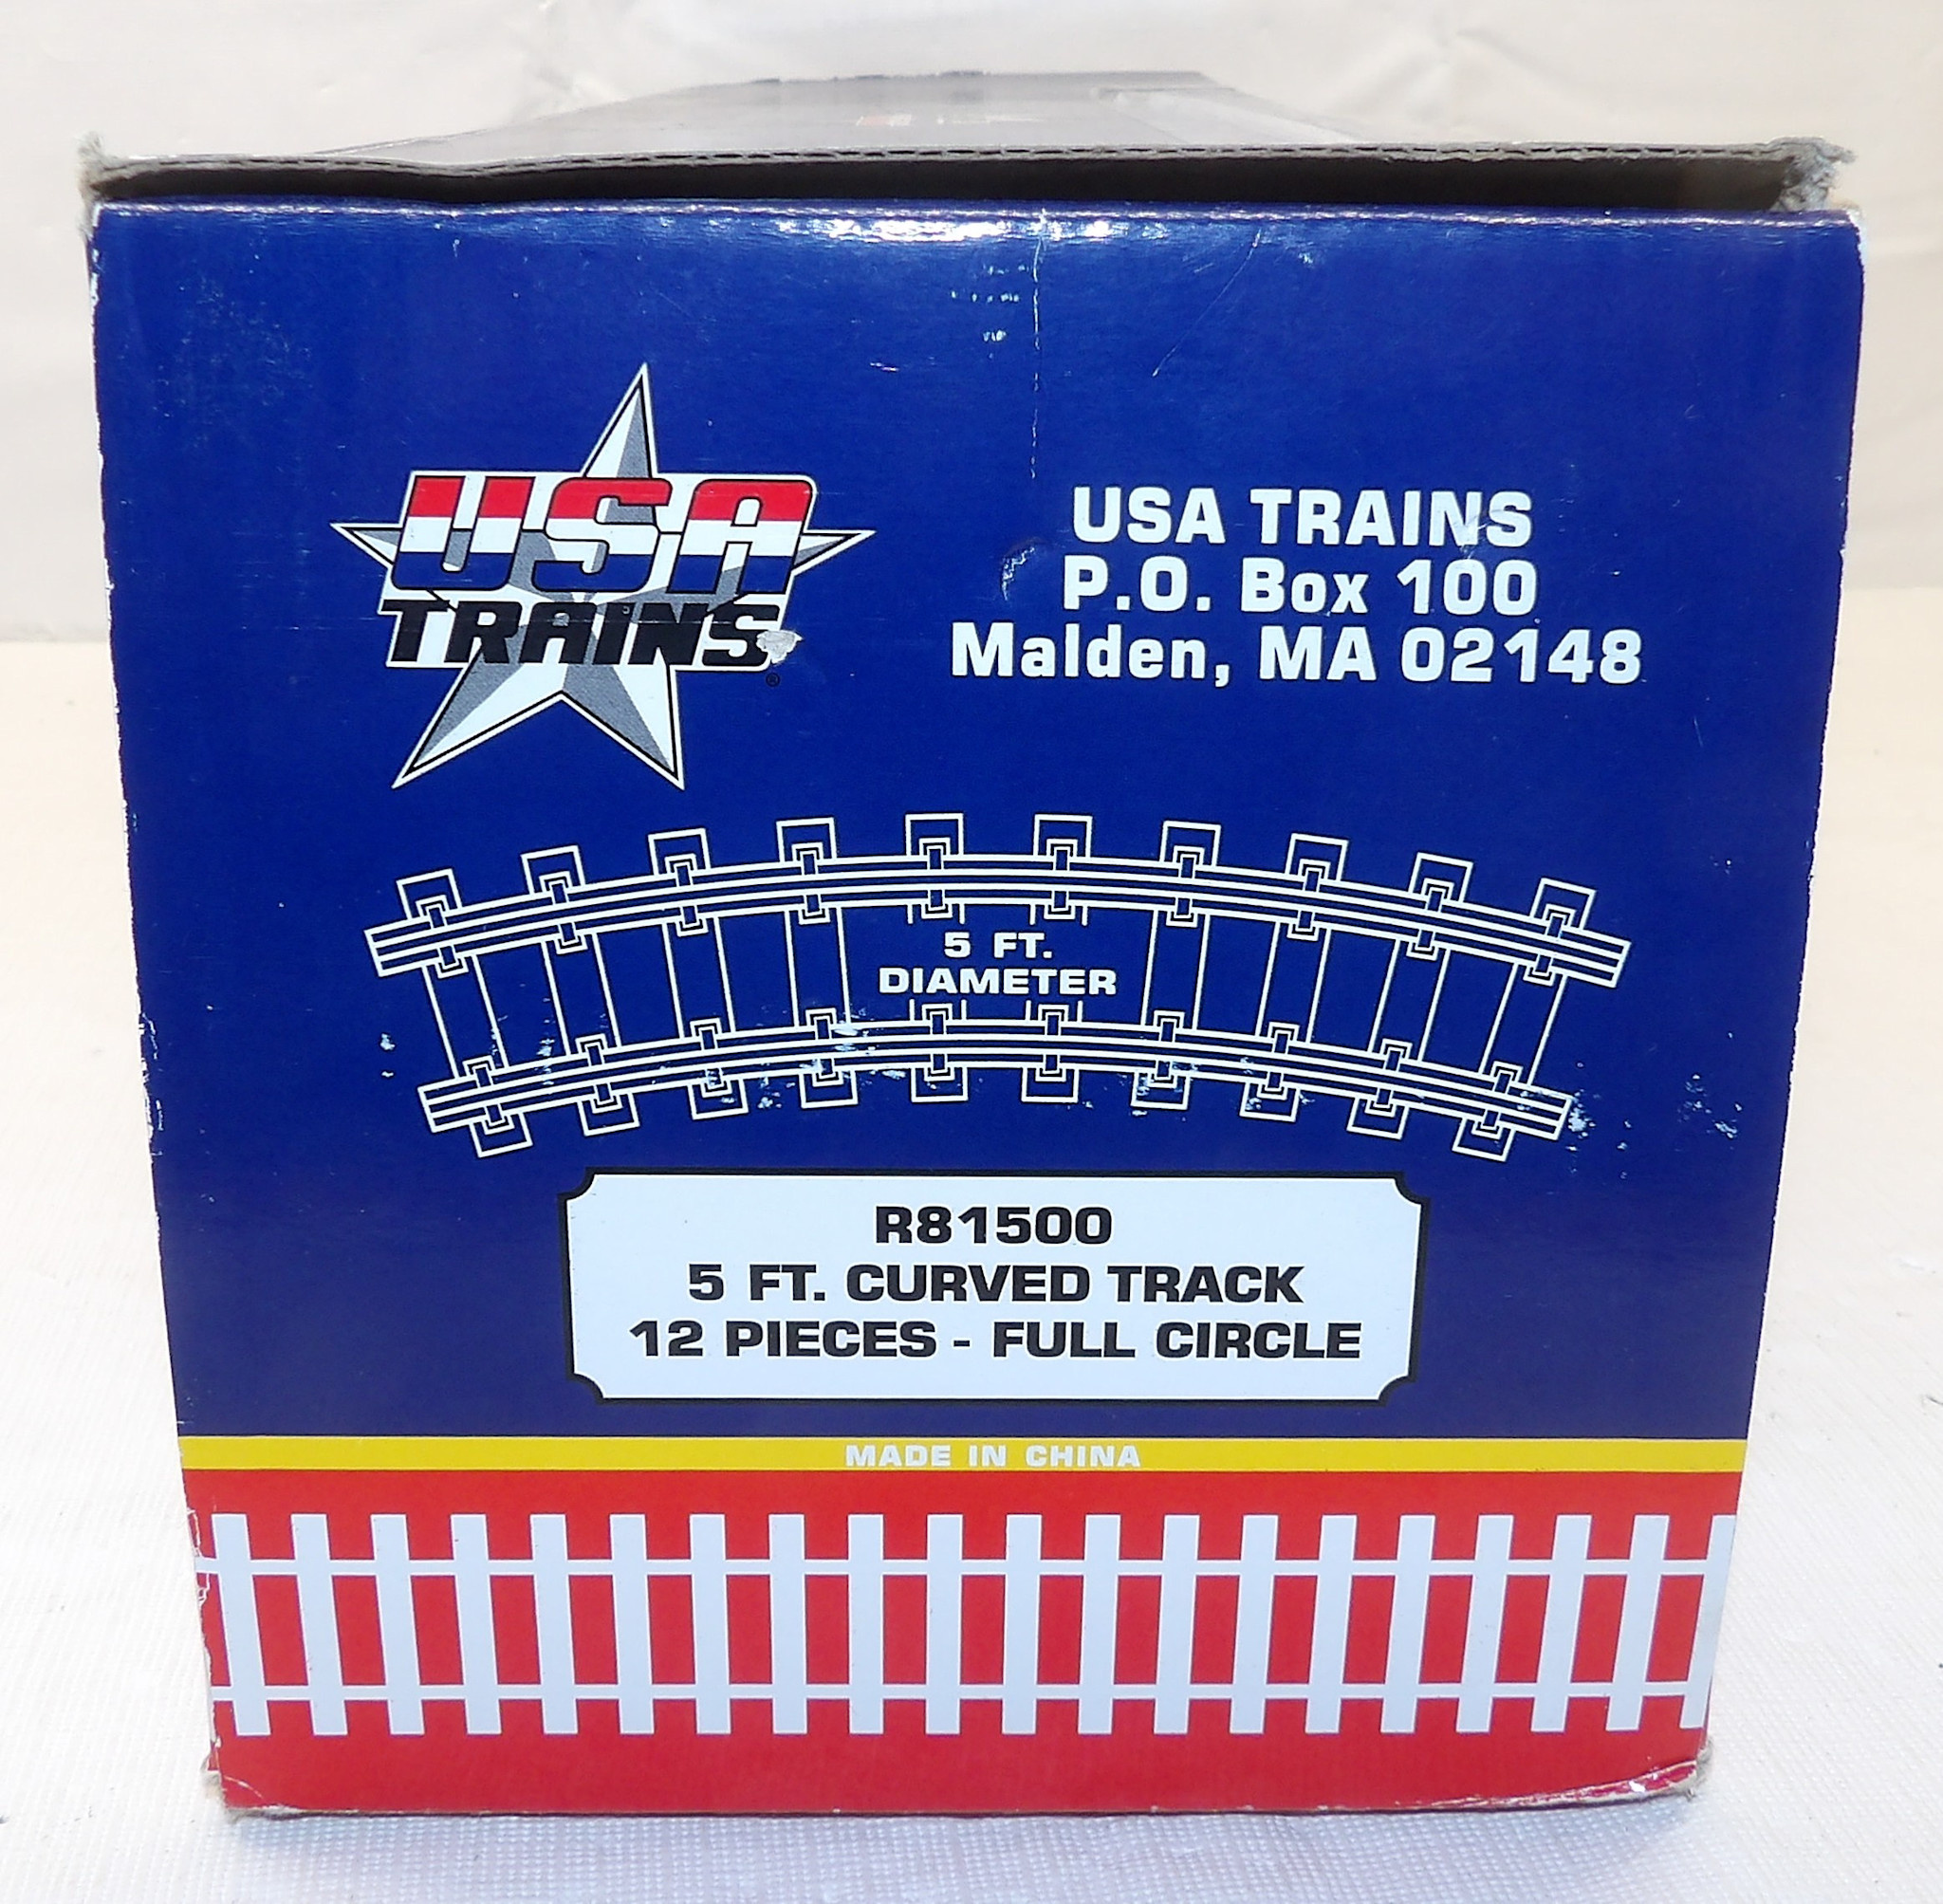 USA
TRAINS
®
USA TRAINS
P.O. Box 100
Malden, MA 02148
5 FT.
DIAMETER
R81500
5 FT. CURVED TRACK
12 PIECES - FULL CIRCLE
MADE IN CHINA